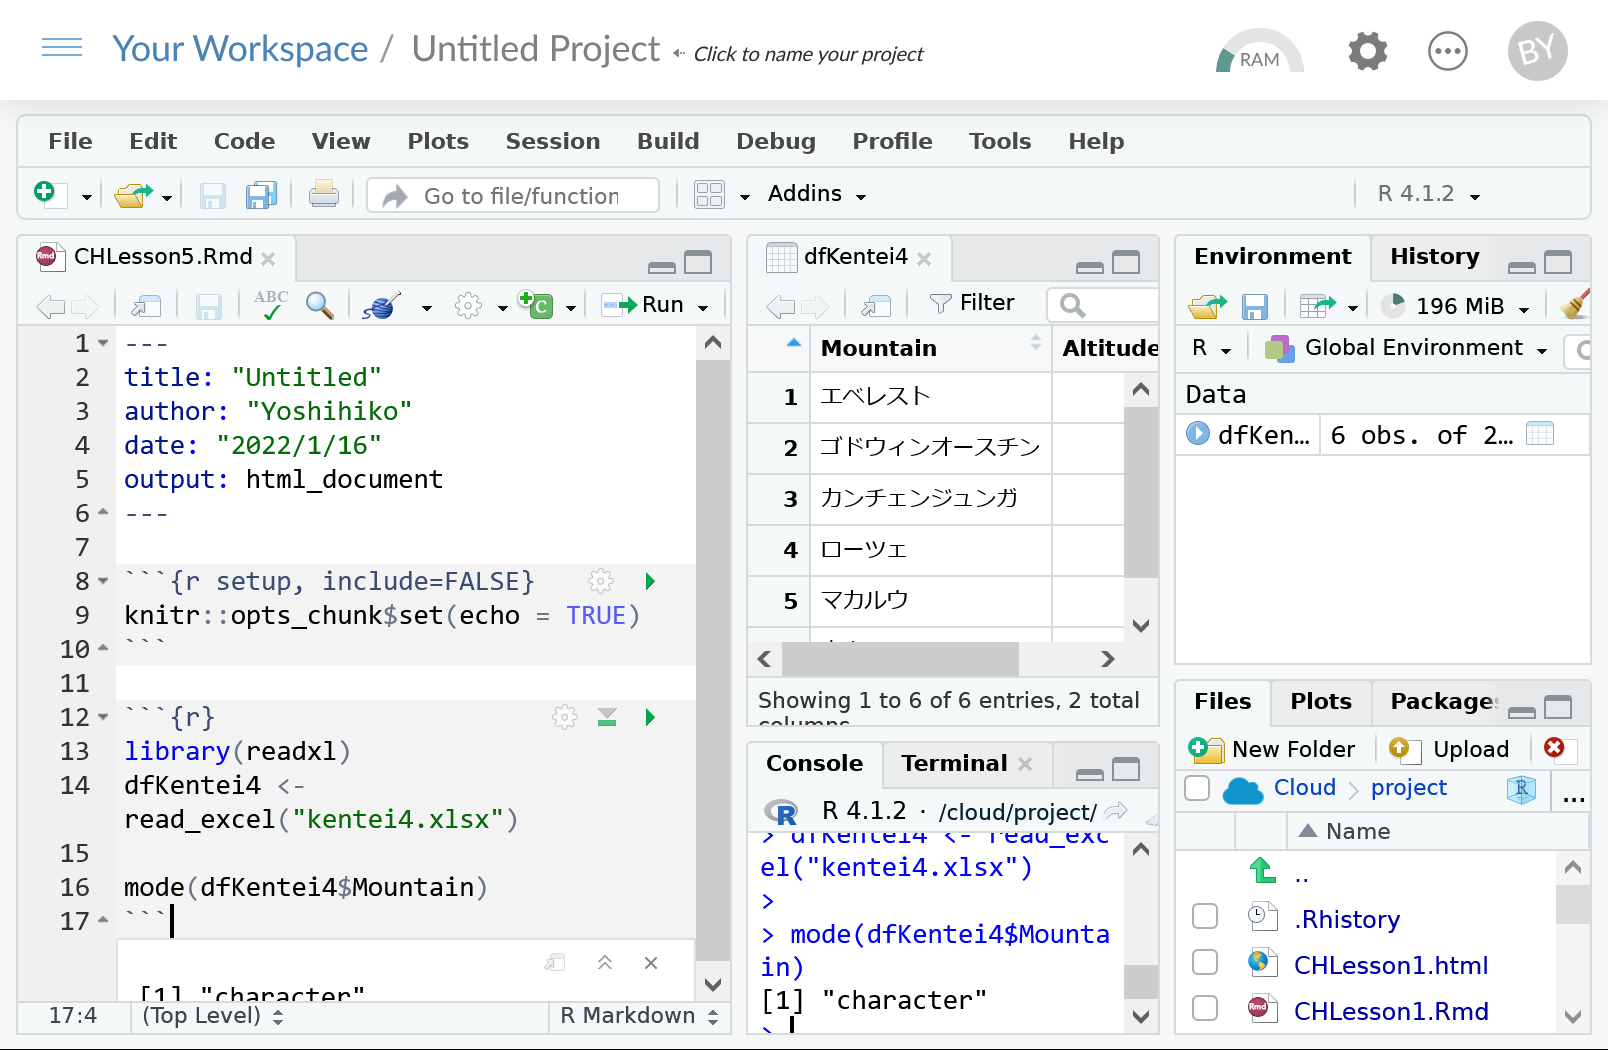 Your Workspace / Untitled Project Click to name your project
RAM
BY
File Edit Code View Plots Session Build Debug Profile Tools Help
Go to file/function Addins R 4.1.2
CHLesson5.Rmd
ABC Run
1 ---
2 title: "Untitled"
3 author: "Yoshihiko"
4 date: "2022/1/16"
5 output: html_document
6 ---
7
8 ```{r setup, include=FALSE}
9 knitr::opts_chunk$set(echo = TRUE)
10 ```
11
12 ```{r}
13 library(readxl)
14 dfKentei4 <-
read_excel("kentei4.xlsx")
15
16 mode(dfKentei4$Mountain)
17 ```
[1] "character"
17:4 (Top Level) R Markdown
dfKentei4
Filter
Mountain Altitude
1 エベレスト
2 ゴドウィンオースチン
3 カンチェンジュンガ
4 ローツェ
5 マカルウ
Showing 1 to 6 of 6 entries, 2 total
columns
Console Terminal
R 4.1.2 · /cloud/project/
> dfKentei4 <- read_exc
el("kentei4.xlsx")
>
> mode(dfKentei4$Mounta
in)
[1] "character"
>
Environment History
196 MiB
R Global Environment
Data
dfKen… 6 obs. of 2…
Files Plots Packages
New Folder Upload
Cloud project R ...
Name
..
.Rhistory
CHLesson1.html
Rmd CHLesson1.Rmd